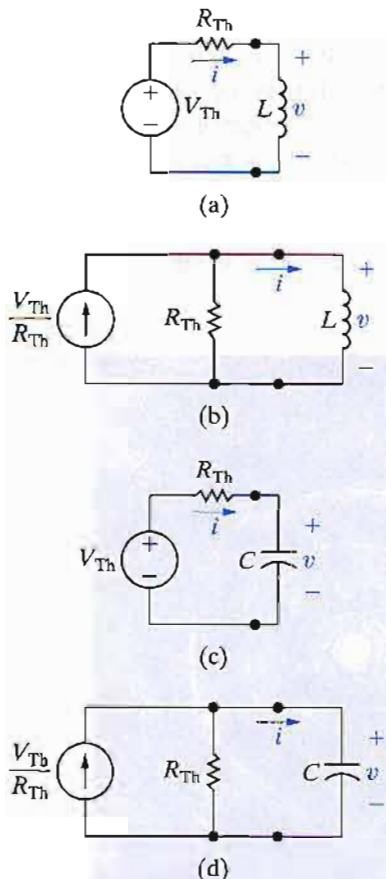 R_Th
i
+
−
V_Th
L
+
v
−
(a)
V_Th
R_Th
R_Th
i
L
+
v
−
(b)
R_Th
i
V_Th
+
−
C
+
v
−
(c)
V_Th
R_Th
R_Th
i
C
+
v
−
(d)